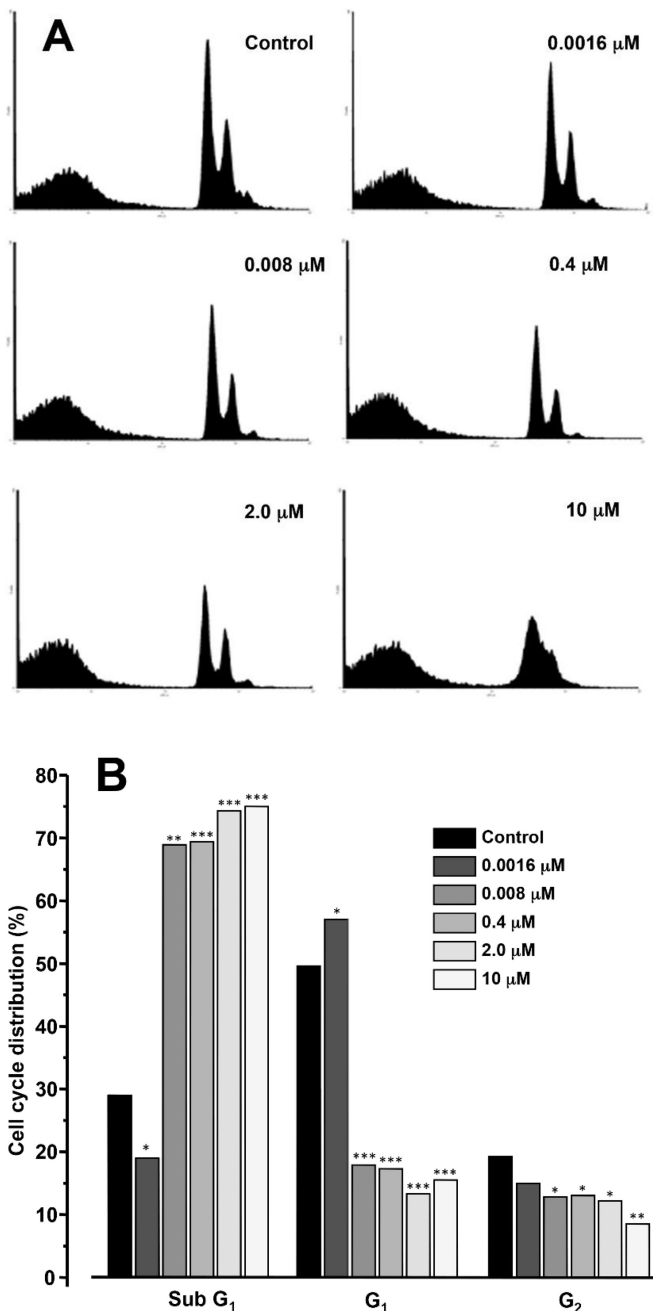 A
Control
0.0016 μM
0.008 μM
0.4 μM
2.0 μM
10 μM
B
Cell cycle distribution (%)
80
70
60
50
40
30
20
10
0
*
**
***
***
***
*
***
***
***
***
*
*
*
**
Control
0.0016 μM
0.008 μM
0.4 μM
2.0 μM
10 μM
Sub G₁
G₁
G₂